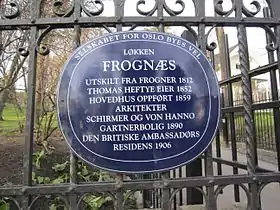 SELSKABET FOR OSLO BYES VEL
LØKKEN
FROGNÆS
UTSKILT FRA FROGNER 1812
THOMAS HEFTYE EIER 1852
HOVEDHUS OPPFØRT 1859
ARKITEKTER
SCHIRMER OG VON HANNO
GARTNERBOLIG 1890
DEN BRITISKE AMBASSADØRS
RESIDENS 1906